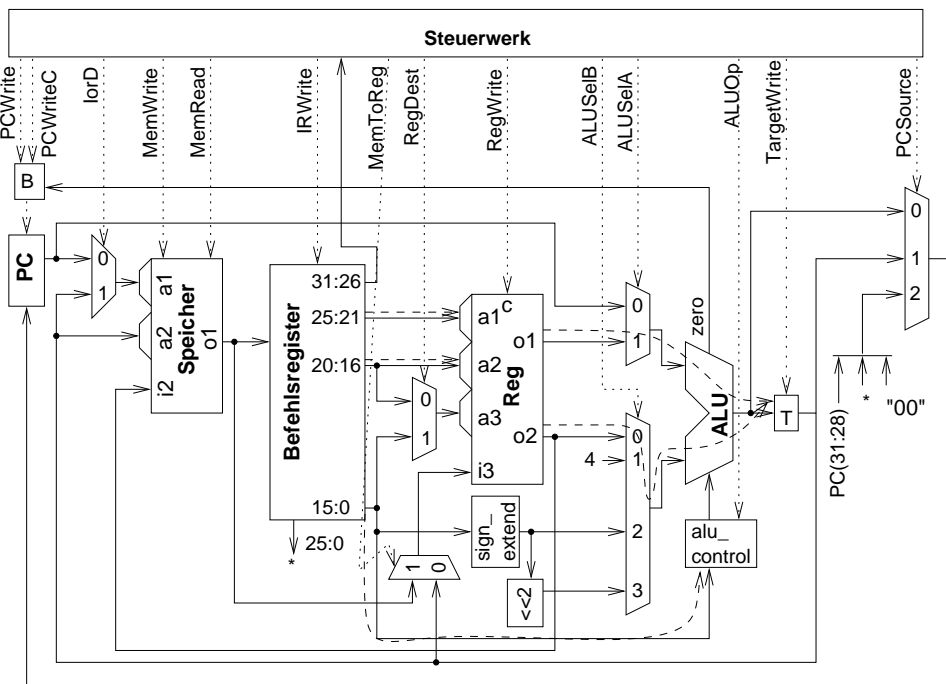 Steuerwerk
PCWrite
PCWriteC
IorD
MemWrite
MemRead
IRWrite
MemToReg
RegDest
RegWrite
ALUSelB
ALUSelA
ALUOp
TargetWrite
PCSource
B
PC
0
1
a1
a2
i2
o1
Speicher
Befehlsregister
31:26
25:21
20:16
15:0
25:0
*
0
1
a1
c
a2
a3
i3
o1
o2
Reg
1
0
sign_
extend
<<2
0
1
4
0
1
2
3
zero
ALU
alu_
control
T
0
1
2
PC(31:28)
*
"00"